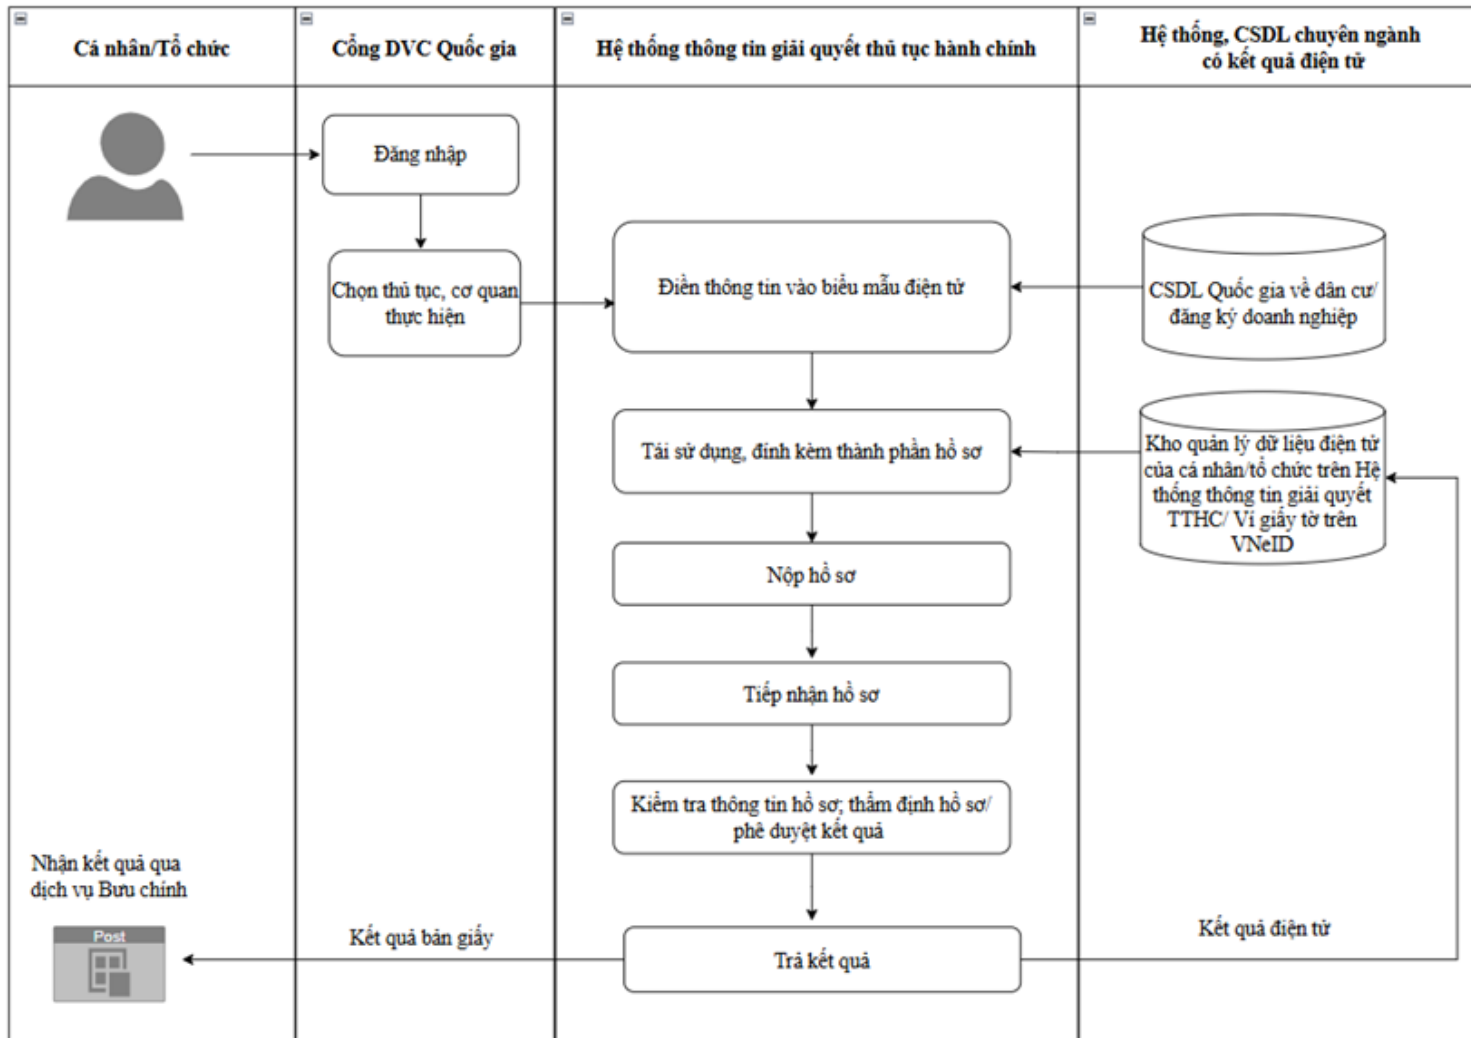 Cá nhân/Tổ chức
Cổng DVC Quốc gia
Hệ thống thông tin giải quyết thủ tục hành chính
Hệ thống, CSDL chuyên ngành
có kết quả điện tử
Đăng nhập
Chọn thủ tục, cơ quan
thực hiện
Điền thông tin vào biểu mẫu điện tử
CSDL Quốc gia về dân cư/
đăng ký doanh nghiệp
Tái sử dụng, đính kèm thành phần hồ sơ
Kho quản lý dữ liệu điện tử
của cá nhân/tổ chức trên Hệ
thống thông tin giải quyết
TTHC/ Ví giấy tờ trên
VNeID
Nộp hồ sơ
Tiếp nhận hồ sơ
Kiểm tra thông tin hồ sơ; thẩm định hồ sơ/
phê duyệt kết quả
Nhận kết quả qua
dịch vụ Bưu chính
Post
Kết quả bản giấy
Trả kết quả
Kết quả điện tử